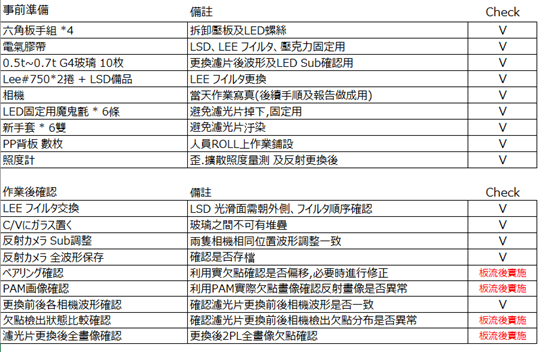 事前準備 備註 Check
六角板手組 *4 拆卸壓板及LED螺絲 V
電氣膠帶 LSD、LEE フイルタ、壓克力固定用 V
0.5t~0.7t G4玻璃 10枚 更換濾片後波形及LED Sub確認用 V
Lee#750*2捲 + LSD備品 LEE フイルタ更換 V
相機 當天作業寫真(後續手順及報告做成用) V
LED固定用魔鬼氈 * 6條 避免濾光片掉下,固定用 V
新手套 * 6雙 避免濾光片汙染 V
PP背板 數枚 人員ROLL上作業鋪設 V
照度計 歪.擴散照度量測 及反射更換後 V
作業後確認 備註 Check
LEE フイルタ交換 LSD 光滑面需朝外側、フイルタ順序確認 V
C/Vにガラス置く 玻璃之間不可有堆疊 V
反射カメラ Sub調整 兩隻相機相同位置波形調整一致 V
反射カメラ 全波形保存 確認是否存檔 V
ベアリング確認 利用實欠點確認是否偏移,必要時進行修正 板流後實施
PAM画像確認 利用PAM實際欠點畫像確認反射畫像是否異常 板流後實施
更換前後各相機波形確認 確認濾光片更換前後相機波形是否一致 V
欠點檢出狀態比較確認 確認濾光片更換前後相機檢出欠點分布是否異常 板流後實施
濾光片更換後全畫像確認 更換後2PL全畫像欠點確認 板流後實施